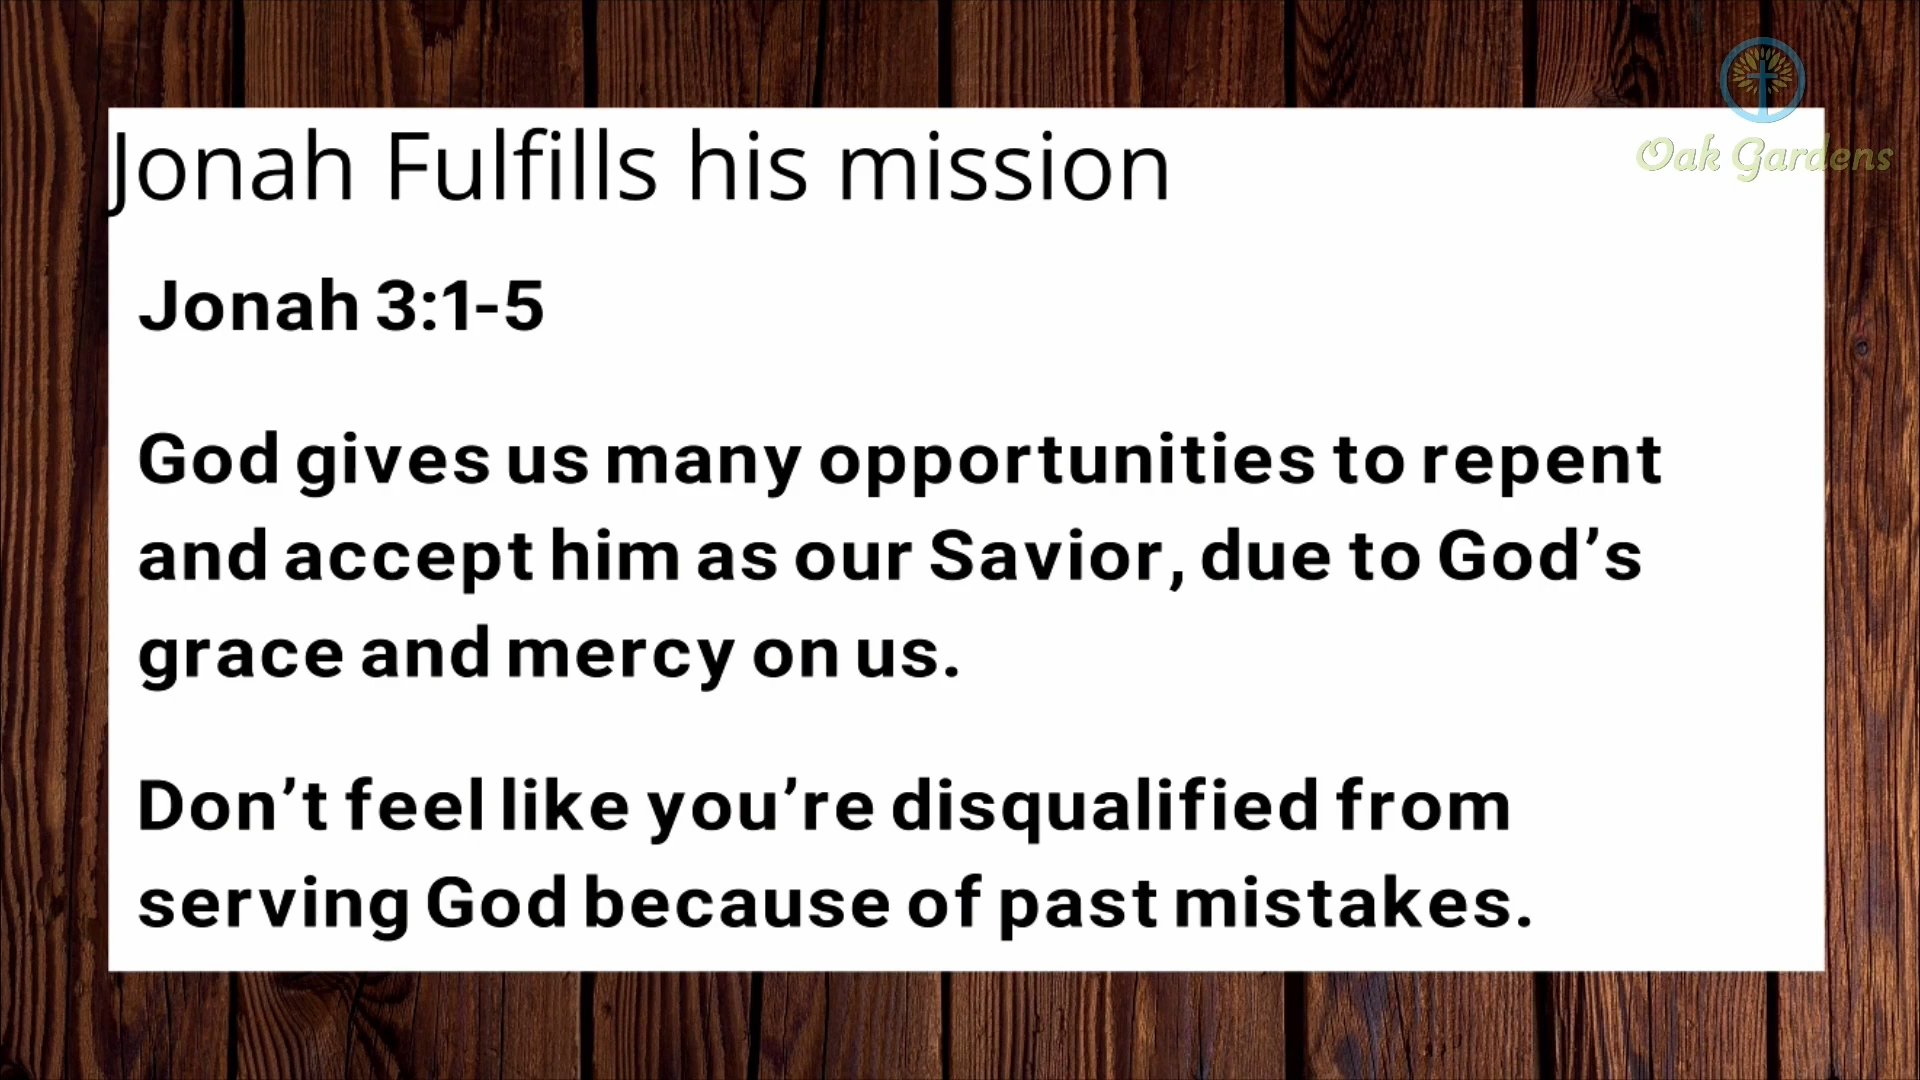 Oak Gardens
Jonah Fulfills his mission
Jonah 3:1-5
God gives us many opportunities to repent
and accept him as our Savior, due to God’s
grace and mercy on us.
Don’t feel like you’re disqualified from
serving God because of past mistakes.